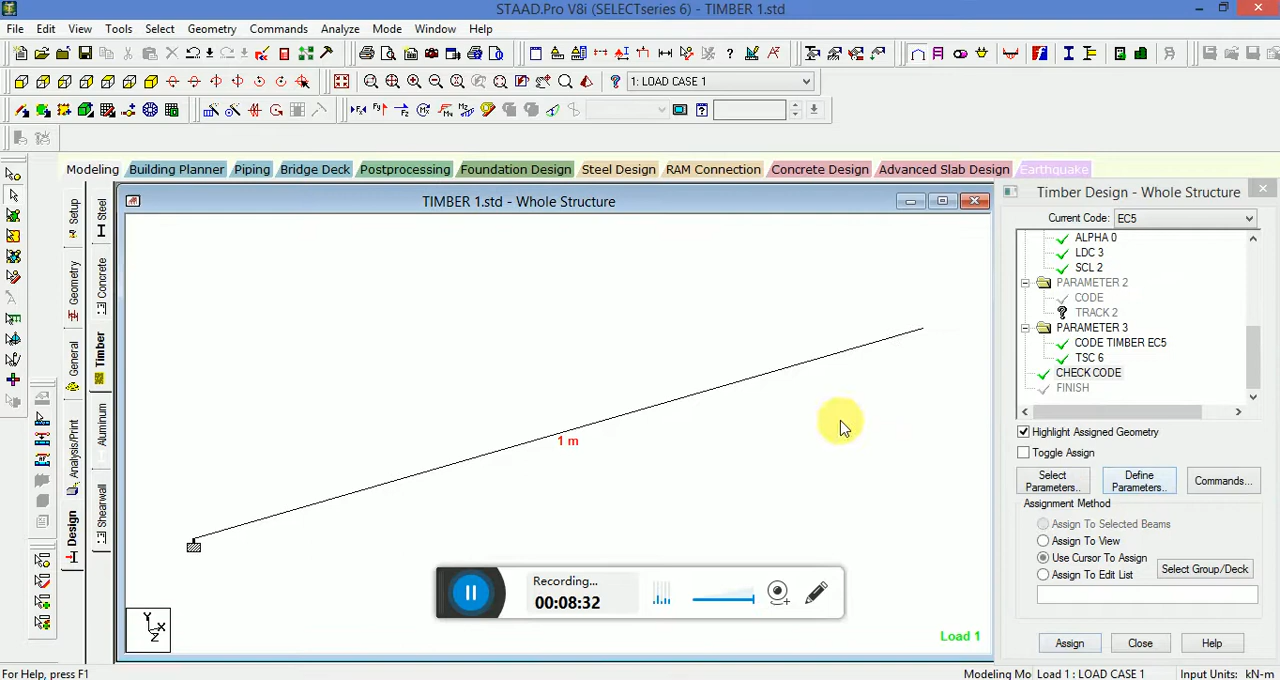 STAAD.Pro V8i (SELECTseries 6) - TIMBER 1.std
File Edit View Tools Select Geometry Commands Analyze Mode Window Help
1: LOAD CASE 1
Modeling Building Planner Piping Bridge Deck Postprocessing Foundation Design Steel Design RAM Connection Concrete Design Advanced Slab Design Earthquake
TIMBER 1.std - Whole Structure
Setup
Geometry
General
Analysis/Print
Design
Steel
Concrete
Timber
Aluminum
Shearwall
1 m
Load 1
Y
X
Z
Recording...
00:08:32
Timber Design - Whole Structure
Current Code: EC5
ALPHA 0
LDC 3
SCL 2
PARAMETER 2
CODE
TRACK 2
PARAMETER 3
CODE TIMBER EC5
TSC 6
CHECK CODE
FINISH
Highlight Assigned Geometry
Toggle Assign
Select Parameters..
Define Parameters..
Commands...
Assignment Method
Assign To Selected Beams
Assign To View
Use Cursor To Assign
Select Group/Deck
Assign To Edit List
Assign Close Help
For Help, press F1
Modeling Mo Load 1 : LOAD CASE 1 Input Units: kN-m